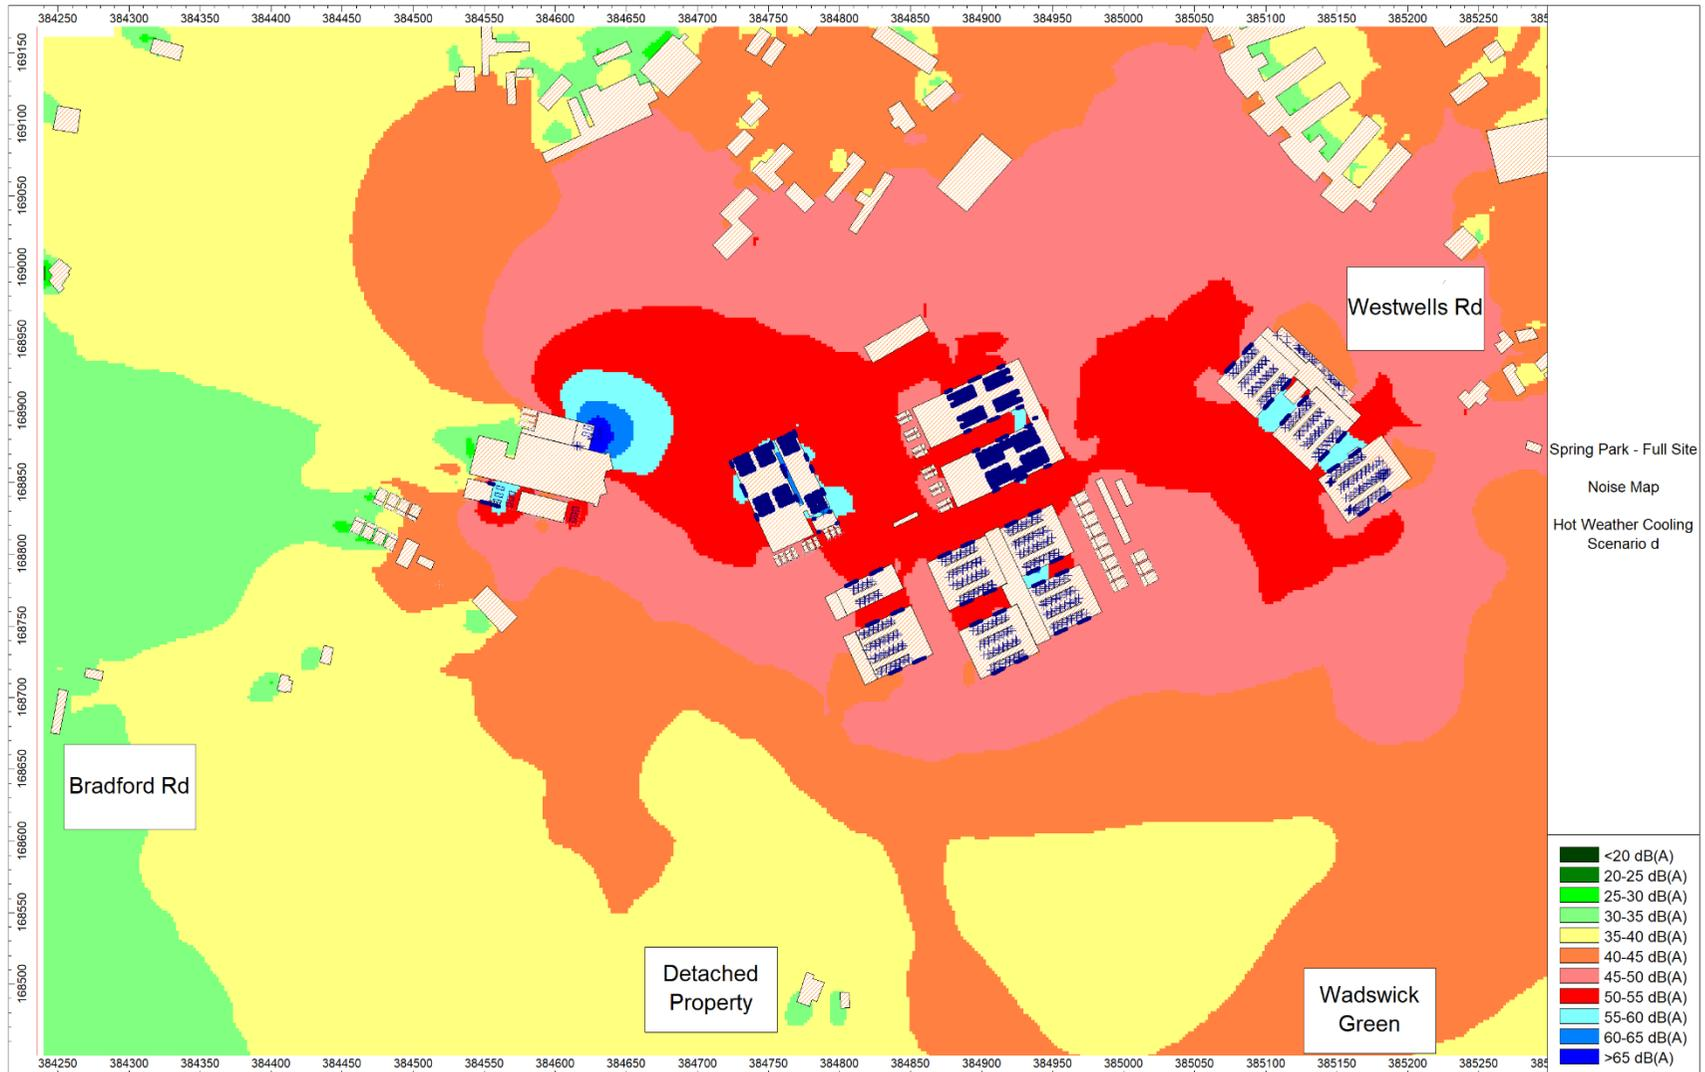 384250 384300 384350 384400 384450 384500 384550 384600 384650 384700 384750 384800 384850 384900 384950 385000 385050 385100 385150 385200 385250
169150
169100
169050
169000
168950
168900
168850
168800
168750
168700
168650
168600
168550
168500
Westwells Rd
Bradford Rd
Detached
Property
Wadswick
Green
Spring Park - Full Site
Noise Map
Hot Weather Cooling
Scenario d
<20 dB(A)
20-25 dB(A)
25-30 dB(A)
30-35 dB(A)
35-40 dB(A)
40-45 dB(A)
45-50 dB(A)
50-55 dB(A)
55-60 dB(A)
60-65 dB(A)
>65 dB(A)
384250 384300 384350 384400 384450 384500 384550 384600 384650 384700 384750 384800 384850 384900 384950 385000 385050 385100 385150 385200 385250